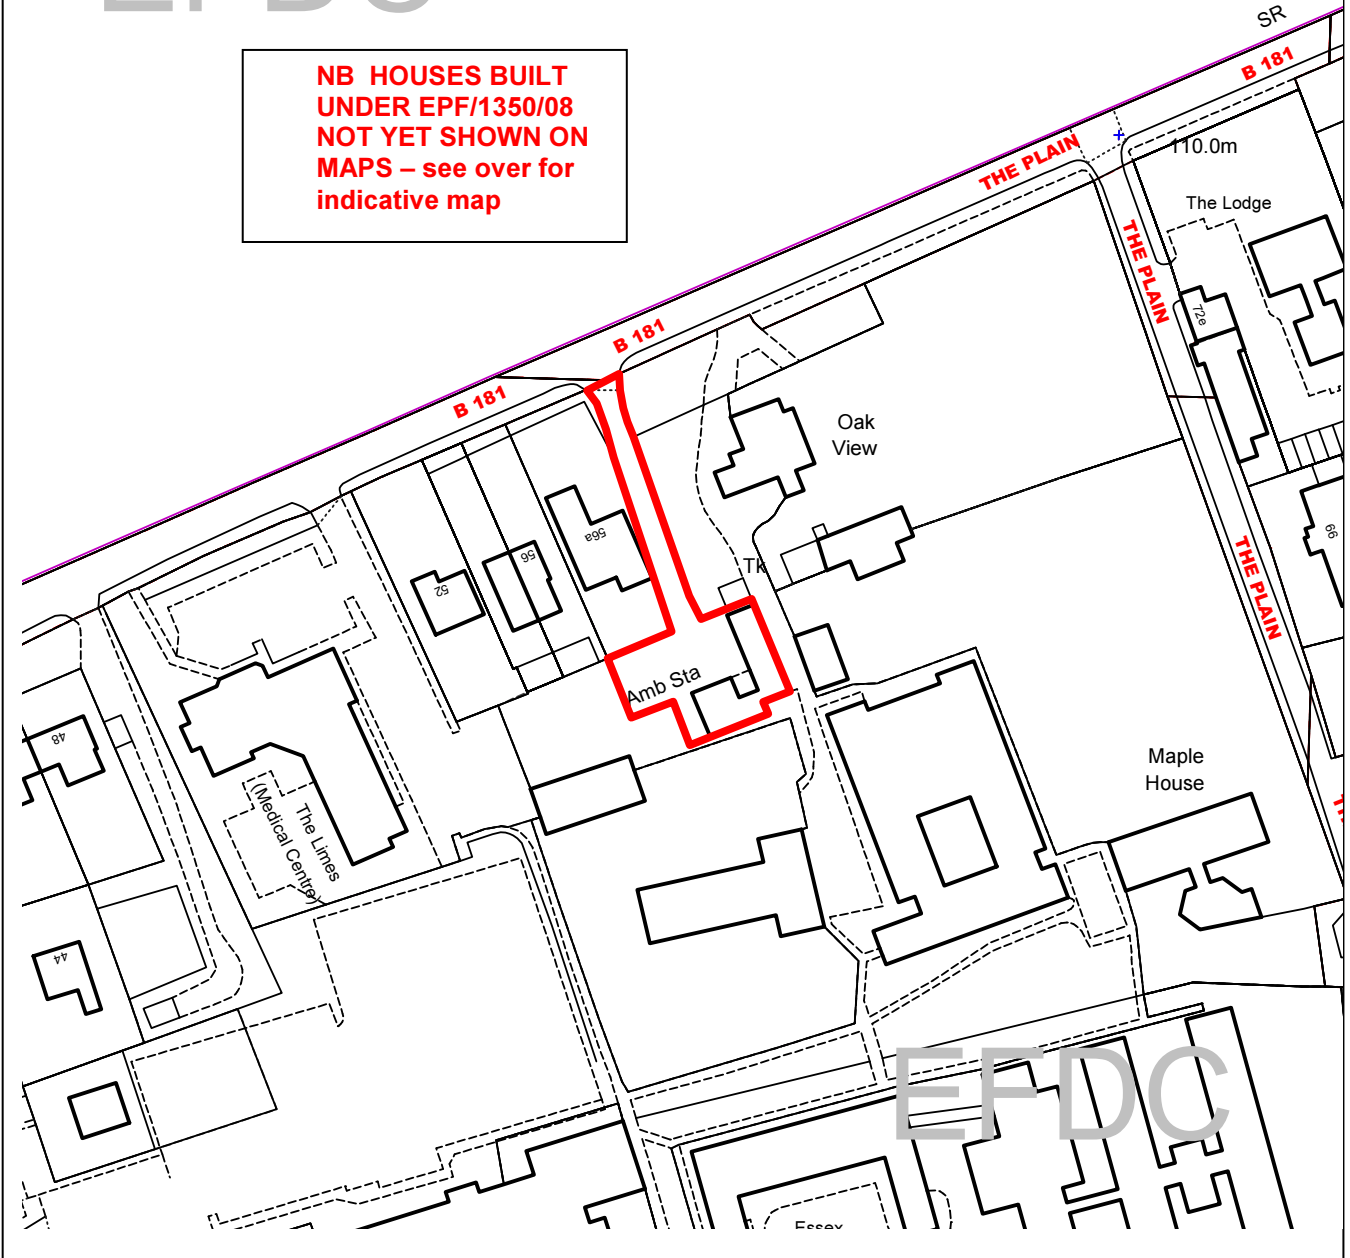 EFDC
SR
B 181
NB HOUSES BUILT
UNDER EPF/1350/08
NOT YET SHOWN ON
MAPS – see over for
indicative map
THE PLAIN
110.0m
The Lodge
THE PLAIN
72e
B 181
B 181
Oak
View
66
56a
56
52
Tk
THE PLAIN
Amb Sta
48
Maple
House
The Limes
(Medical Centre)
44
EFDC